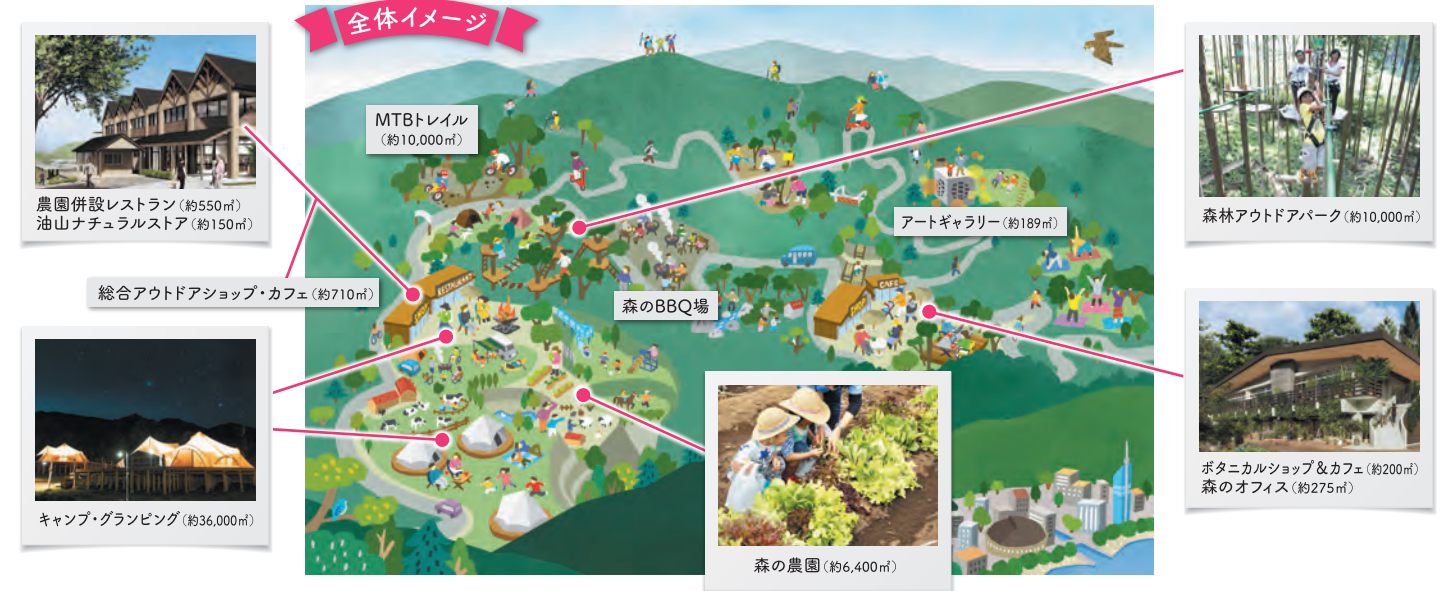 全体イメージ
MTBトレイル
（約10,000㎡）
農園併設レストラン（約550㎡）
油山ナチュラルストア（約150㎡）
総合アウトドアショップ・カフェ（約710㎡）
キャンプ・グランピング（約36,000㎡）
森のBBQ場
アートギャラリー（約189㎡）
森林アウトドアパーク（約10,000㎡）
ボタニカルショップ＆カフェ（約200㎡）
森のオフィス（約275㎡）
森の農園（約6,400㎡）
SHOP
RESTAURANT
SHOP
CAFE